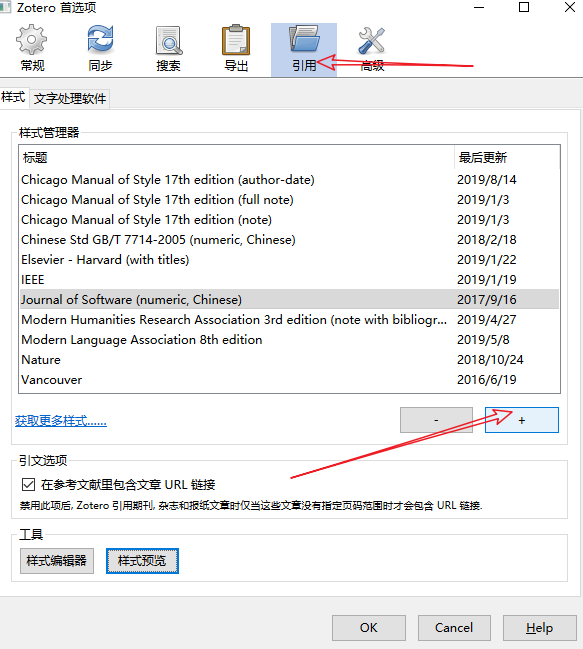 Zotero 首选项
常规 同步 搜索 导出 引用 高级
样式 文字处理软件
样式管理器
标题 最后更新
Chicago Manual of Style 17th edition (author-date) 2019/8/14
Chicago Manual of Style 17th edition (full note) 2019/1/3
Chicago Manual of Style 17th edition (note) 2019/1/3
Chinese Std GB/T 7714-2005 (numeric, Chinese) 2018/2/18
Elsevier - Harvard (with titles) 2019/1/22
IEEE 2019/1/19
Journal of Software (numeric, Chinese) 2017/9/16
Modern Humanities Research Association 3rd edition (note with bibliogr... 2019/4/27
Modern Language Association 8th edition 2019/5/8
Nature 2018/10/24
Vancouver 2016/6/19
获取更多样式...... - +
引文选项
在参考文献里包含文章 URL 链接
禁用此项后, Zotero 引用期刊, 杂志和报纸文章时仅当这些文章没有指定页码范围时才会包含 URL 链接.
工具
样式编辑器 样式预览
OK Cancel Help